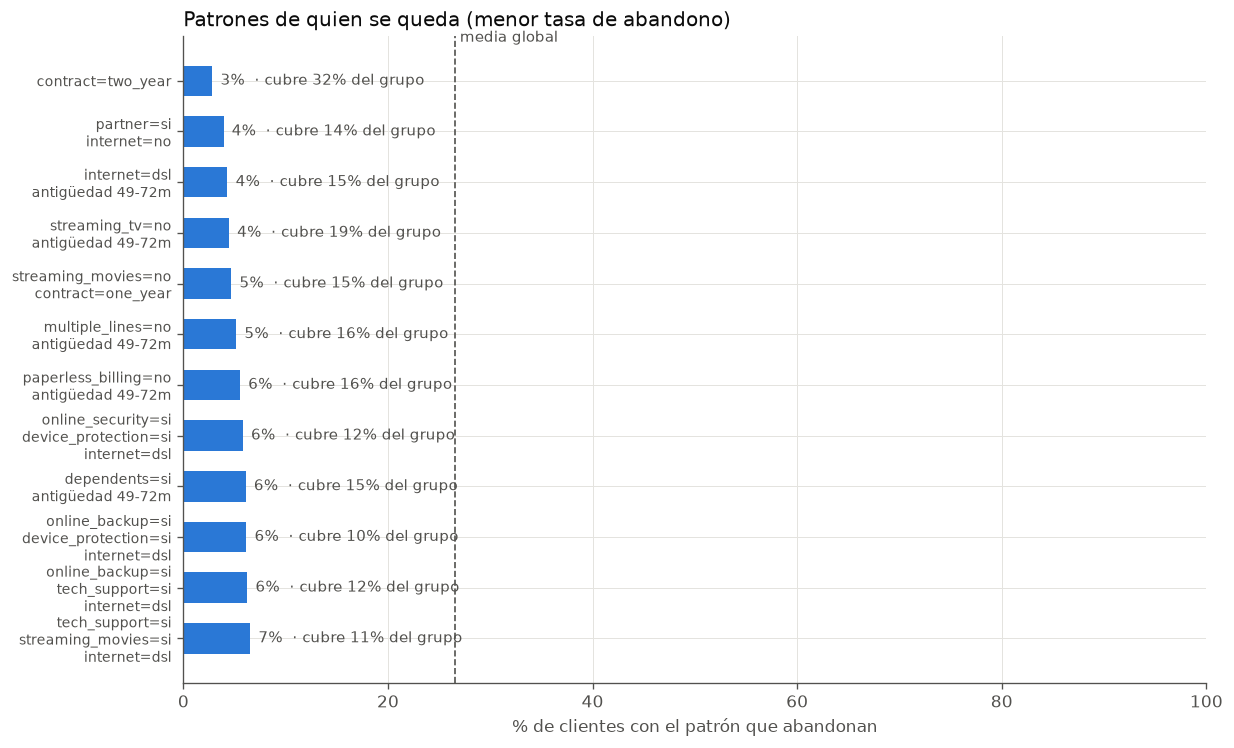 Patrones de quien se queda (menor tasa de abandono)
media global
contract=two_year
3%  · cubre 32% del grupo
partner=si
internet=no
4%  · cubre 14% del grupo
internet=dsl
antigüedad 49-72m
4%  · cubre 15% del grupo
streaming_tv=no
antigüedad 49-72m
4%  · cubre 19% del grupo
streaming_movies=no
contract=one_year
5%  · cubre 15% del grupo
multiple_lines=no
antigüedad 49-72m
5%  · cubre 16% del grupo
paperless_billing=no
antigüedad 49-72m
6%  · cubre 16% del grupo
online_security=si
device_protection=si
internet=dsl
6%  · cubre 12% del grupo
dependents=si
antigüedad 49-72m
6%  · cubre 15% del grupo
online_backup=si
device_protection=si
internet=dsl
6%  · cubre 10% del grupo
online_backup=si
tech_support=si
internet=dsl
6%  · cubre 12% del grupo
tech_support=si
streaming_movies=si
internet=dsl
7%  · cubre 11% del grupo
0 20 40 60 80 100
% de clientes con el patrón que abandonan